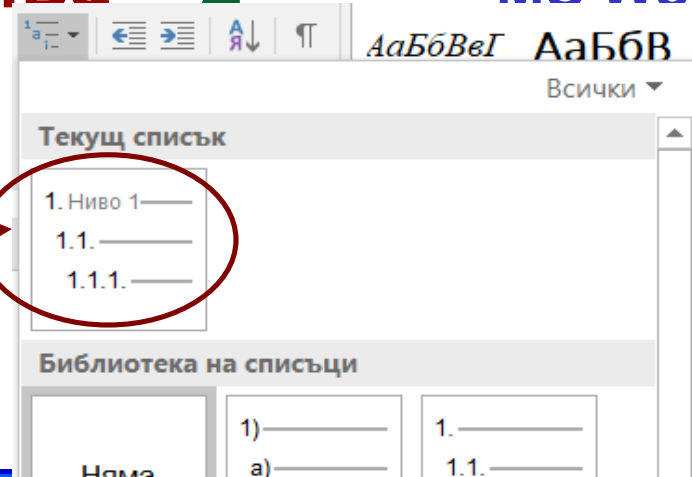 АаБбВвГ АаБбВ
Всички
Текущ списък
1. Ниво 1
1.1.
1.1.1.
Библиотека на списъци
1) 1.
а) 1.1.